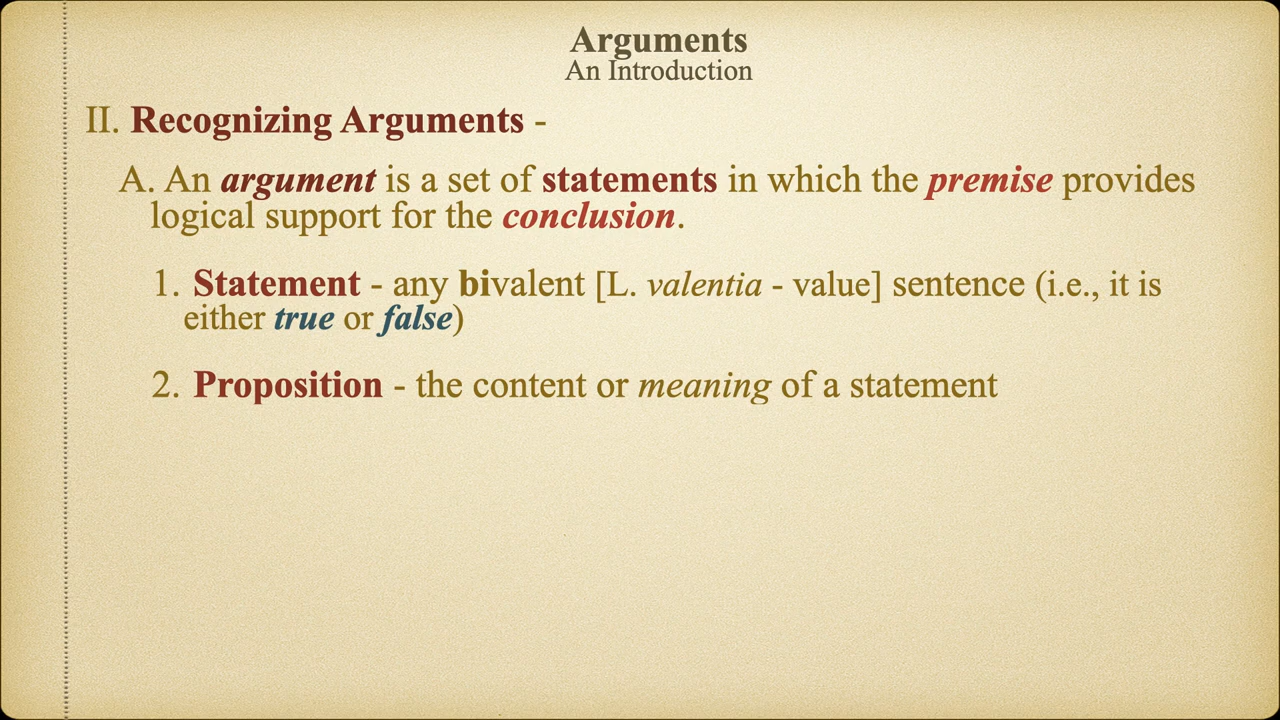 Arguments
An Introduction
II. Recognizing Arguments -
A. An argument is a set of statements in which the premise provides
logical support for the conclusion.
1. Statement - any bivalent [L. valentia - value] sentence (i.e., it is
either true or false)
2. Proposition - the content or meaning of a statement